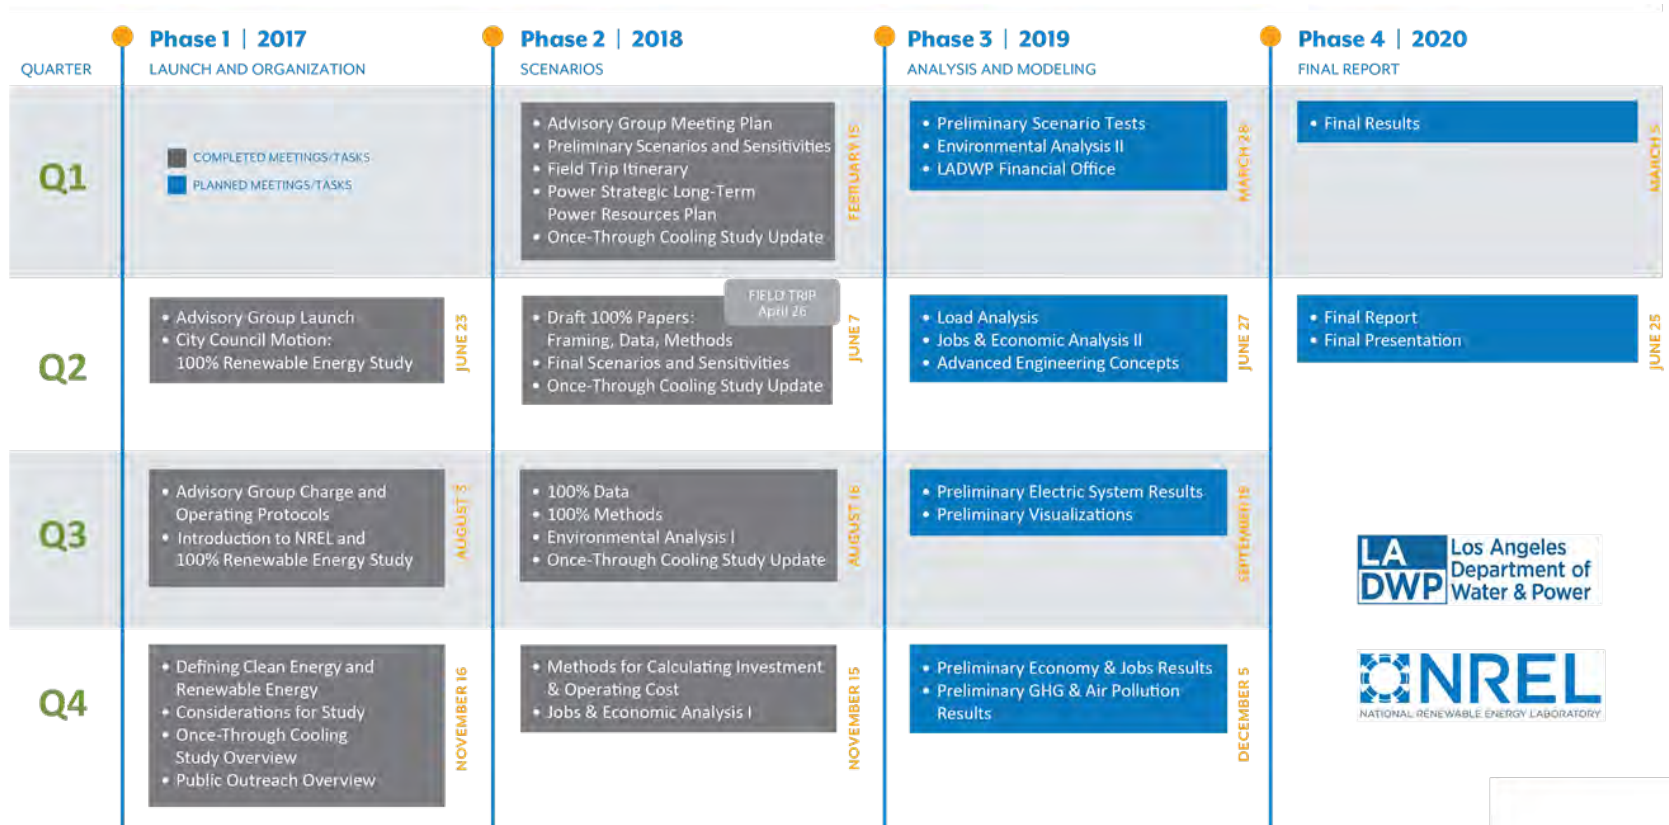 Phase 1 | 2017
Phase 2 | 2018
Phase 3 | 2019
Phase 4 | 2020
QUARTER
LAUNCH AND ORGANIZATION
SCENARIOS
ANALYSIS AND MODELING
FINAL REPORT
Q1
COMPLETED MEETINGS/TASKS
PLANNED MEETINGS/TASKS
• Advisory Group Meeting Plan
• Preliminary Scenarios and Sensitivities
• Field Trip Itinerary
• Power Strategic Long-Term
Power Resources Plan
• Once-Through Cooling Study Update
FEBRUARY 15
• Preliminary Scenario Tests
• Environmental Analysis II
• LADWP Financial Office
MARCH 28
• Final Results
MARCH 5
Q2
• Advisory Group Launch
• City Council Motion:
100% Renewable Energy Study
JUNE 23
FIELD TRIP
April 26
• Draft 100% Papers:
Framing, Data, Methods
• Final Scenarios and Sensitivities
• Once-Through Cooling Study Update
JUNE 7
• Load Analysis
• Jobs & Economic Analysis II
• Advanced Engineering Concepts
JUNE 27
• Final Report
• Final Presentation
JUNE 25
Q3
• Advisory Group Charge and
Operating Protocols
• Introduction to NREL and
100% Renewable Energy Study
AUGUST
• 100% Data
• 100% Methods
• Environmental Analysis I
• Once-Through Cooling Study Update
AUGUST 16
• Preliminary Electric System Results
• Preliminary Visualizations
SEPTEMBER 19
LA
DWP
Los Angeles
Department of
Water & Power
Q4
• Defining Clean Energy and
Renewable Energy
• Considerations for Study
• Once-Through Cooling
Study Overview
• Public Outreach Overview
NOVEMBER 16
• Methods for Calculating Investment
& Operating Cost
• Jobs & Economic Analysis I
NOVEMBER 15
• Preliminary Economy & Jobs Results
• Preliminary GHG & Air Pollution
Results
DECEMBER 5
NREL
NATIONAL RENEWABLE ENERGY LABORATORY